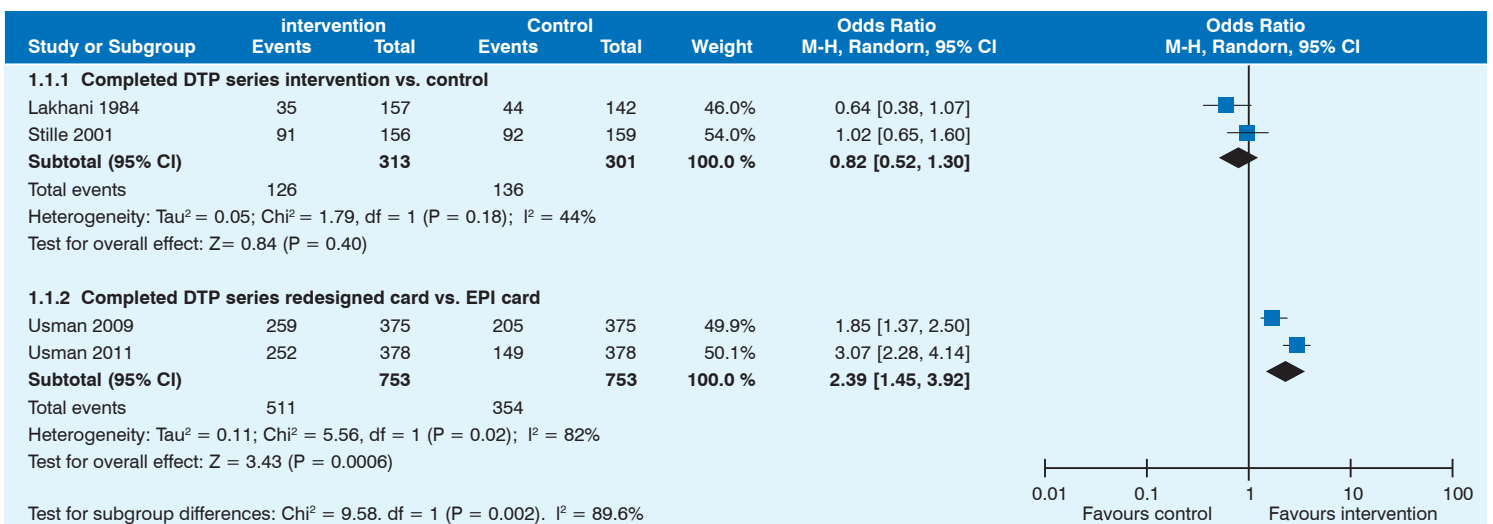 intervention Control Odds Ratio Odds Ratio
Study or Subgroup Events Total Events Total Weight M-H, Randorn, 95% CI M-H, Randorn, 95% CI
1.1.1 Completed DTP series intervention vs. control
Lakhani 1984 35 157 44 142 46.0% 0.64 [0.38, 1.07]
Stille 2001 91 156 92 159 54.0% 1.02 [0.65, 1.60]
Subtotal (95% CI) 313 301 100.0 % 0.82 [0.52, 1.30]
Total events 126 136
Heterogeneity: Tau² = 0.05; Chi² = 1.79, df = 1 (P = 0.18); I² = 44%
Test for overall effect: Z= 0.84 (P = 0.40)
1.1.2 Completed DTP series redesigned card vs. EPI card
Usman 2009 259 375 205 375 49.9% 1.85 [1.37, 2.50]
Usman 2011 252 378 149 378 50.1% 3.07 [2.28, 4.14]
Subtotal (95% CI) 753 753 100.0 % 2.39 [1.45, 3.92]
Total events 511 354
Heterogeneity: Tau² = 0.11; Chi² = 5.56, df = 1 (P = 0.02); I² = 82%
Test for overall effect: Z = 3.43 (P = 0.0006)
0.01 0.1 1 10 100
Test for subgroup differences: Chi² = 9.58. df = 1 (P = 0.002). I² = 89.6% Favours control Favours intervention